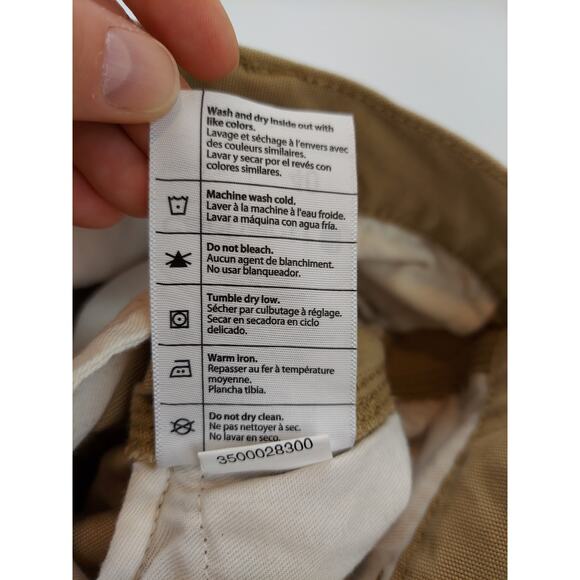 Wash and dry inside out with
like colors.
Lavage et séchage à l'envers avec
des couleurs similaires.
Lavar y secar por el revés con
colores similares.
Machine wash cold.
Laver à la machine à l'eau froide.
Lavar a máquina con agua fría.
Do not bleach.
Aucun agent de blanchiment.
No usar blanqueador.
Tumble dry low.
Sécher par culbutage à réglage.
Secar en secadora en ciclo
delicado.
Warm iron.
Repasser au fer à température
moyenne.
Plancha tibia.
Do not dry clean.
Ne pas nettoyer à sec.
No lavar en seco.
3500028300